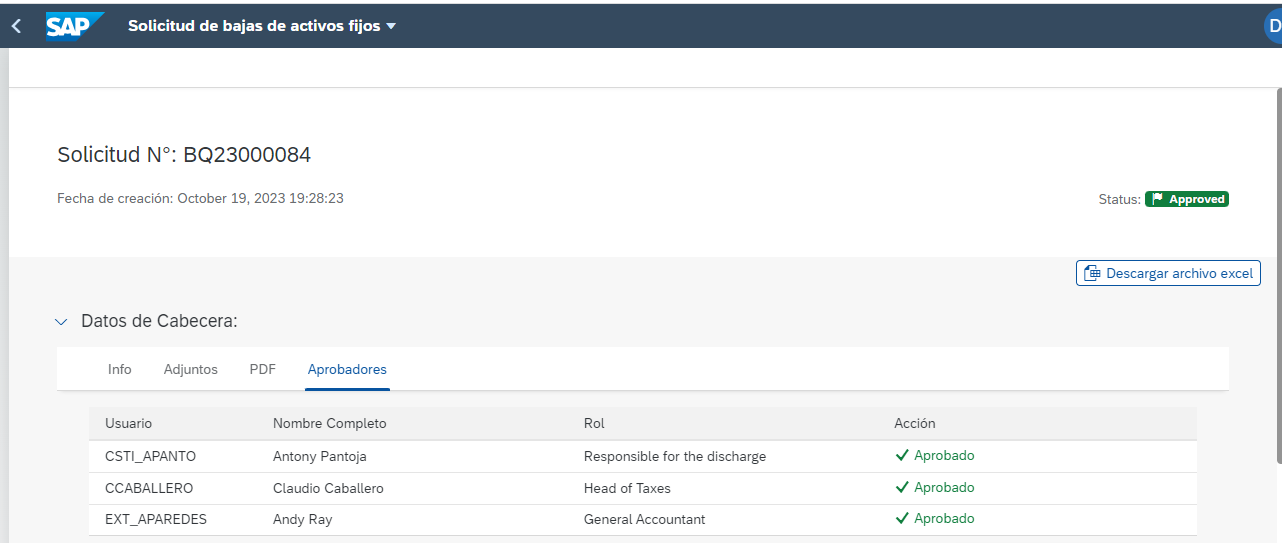 SAP Solicitud de bajas de activos fijos
D
Solicitud N°: BQ23000084
Fecha de creación: October 19, 2023 19:28:23
Status: Approved
Descargar archivo excel
Datos de Cabecera:
Info Adjuntos PDF Aprobadores
Usuario Nombre Completo Rol Acción
CSTI_APANTO Antony Pantoja Responsible for the discharge Aprobado
CCABALLERO Claudio Caballero Head of Taxes Aprobado
EXT_APAREDES Andy Ray General Accountant Aprobado